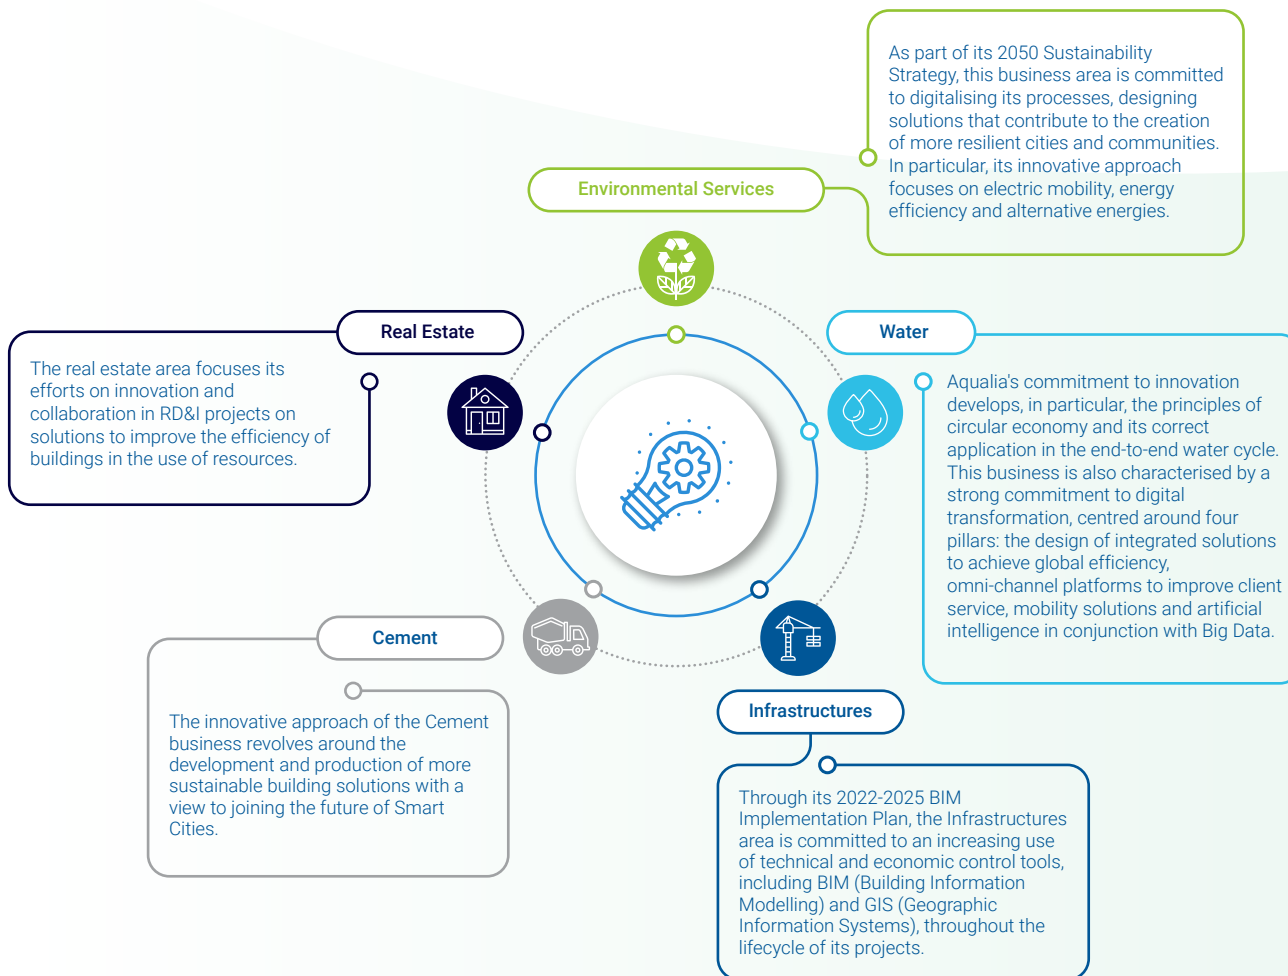 Environmental Services
As part of its 2050 Sustainability
Strategy, this business area is committed
to digitalising its processes, designing
solutions that contribute to the creation
of more resilient cities and communities.
In particular, its innovative approach
focuses on electric mobility, energy
efficiency and alternative energies.
Real Estate
The real estate area focuses its
efforts on innovation and
collaboration in RD&I projects on
solutions to improve the efficiency of
buildings in the use of resources.
Water
Aqualia's commitment to innovation
develops, in particular, the principles of
circular economy and its correct
application in the end-to-end water cycle.
This business is also characterised by a
strong commitment to digital
transformation, centred around four
pillars: the design of integrated solutions
to achieve global efficiency,
omni-channel platforms to improve client
service, mobility solutions and artificial
intelligence in conjunction with Big Data.
Cement
The innovative approach of the Cement
business revolves around the
development and production of more
sustainable building solutions with a
view to joining the future of Smart
Cities.
Infrastructures
Through its 2022-2025 BIM
Implementation Plan, the Infrastructures
area is committed to an increasing use
of technical and economic control tools,
including BIM (Building Information
Modelling) and GIS (Geographic
Information Systems), throughout the
lifecycle of its projects.